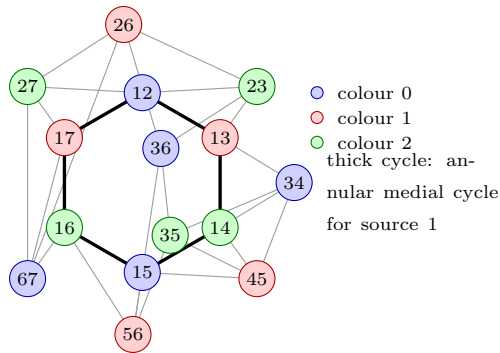 26
27
12
23
17
36
13
34
16
35
14
67
15
45
56
colour 0
colour 1
colour 2
thick cycle: an-
nular medial cycle
for source 1